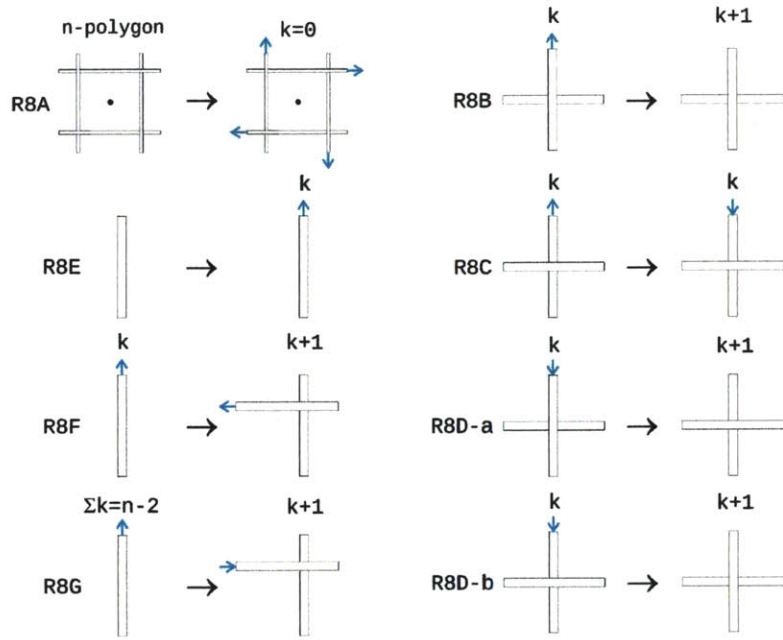 n-polygon
k=0
k
k+1
R8A
R8B
k
k
k
R8E
R8C
k
k+1
k
k+1
R8F
R8D-a
Σk=n-2
k+1
k
k+1
R8G
R8D-b